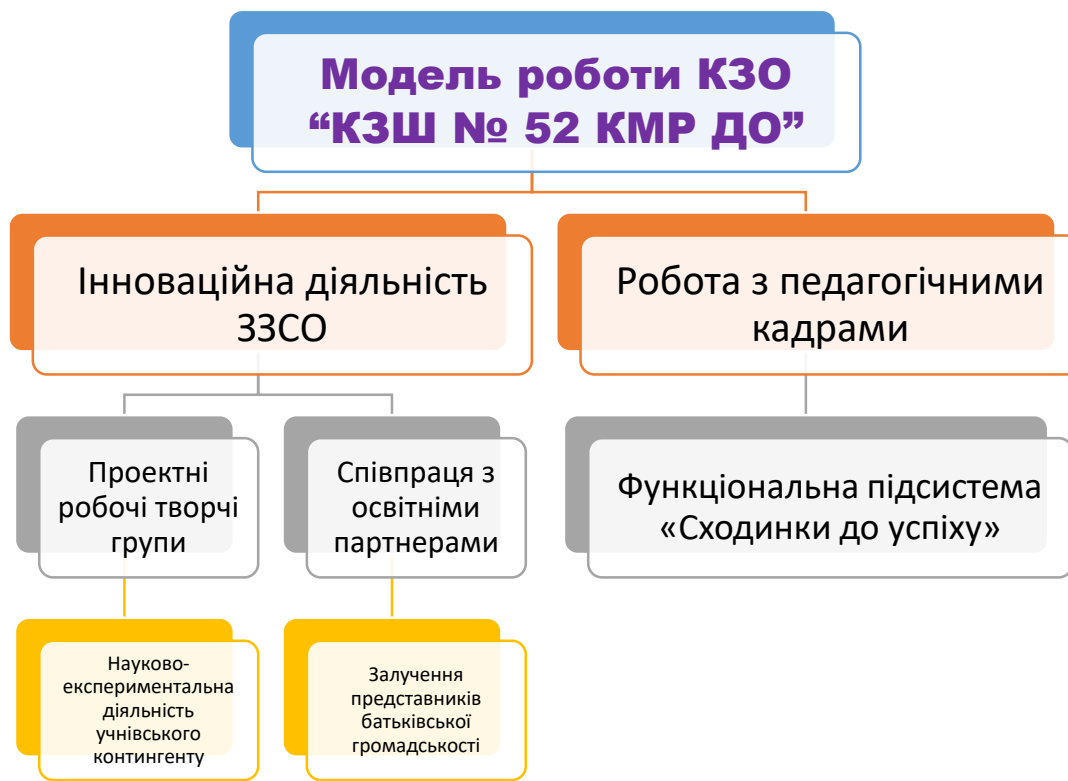 Модель роботи КЗО
“КЗШ № 52 КМР ДО”
Інноваційна діяльність
ЗЗСО
Робота з педагогічними
кадрами
Проектні
робочі творчі
групи
Співпраця з
освітніми
партнерами
Функціональна підсистема
«Сходинки до успіху»
Науково-
експериментальна
діяльність
учнівського
контингенту
Залучення
представників
батьківської
громадськості